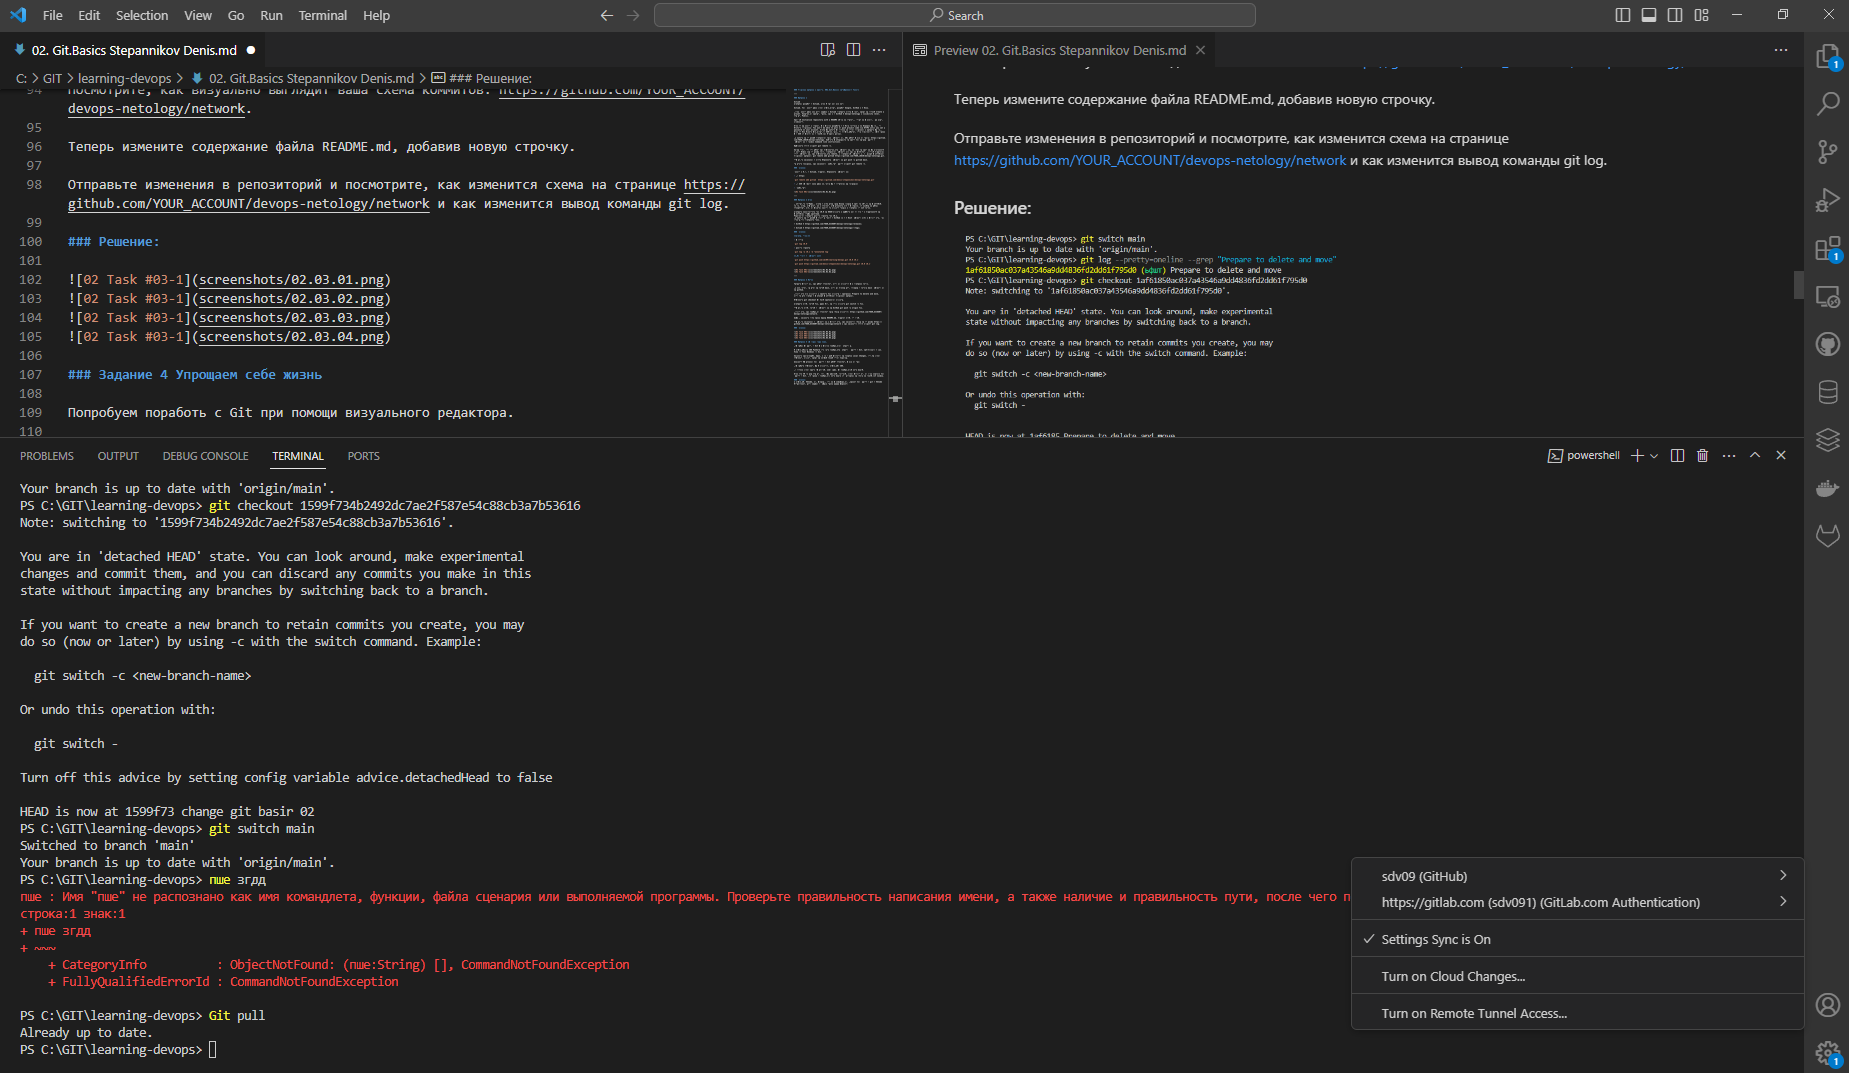 File Edit Selection View Go Run Terminal Help
Search
02. Git.Basics Stepannikov Denis.md
Preview 02. Git.Basics Stepannikov Denis.md
C: > GIT > learning-devops > 02. Git.Basics Stepannikov Denis.md > ### Решение:
94 посмотрите, как визуально выглядит ваша схема коммитов: https://github.com/YOUR_ACCOUNT/
devops-netology/network.
95
96 Теперь измените содержание файла README.md, добавив новую строчку.
97
98 Отправьте изменения в репозиторий и посмотрите, как изменится схема на странице https://
github.com/YOUR_ACCOUNT/devops-netology/network и как изменится вывод команды git log.
99
100 ### Решение:
101
102 ![02 Task #03-1](screenshots/02.03.01.png)
103 ![02 Task #03-1](screenshots/02.03.02.png)
104 ![02 Task #03-1](screenshots/02.03.03.png)
105 ![02 Task #03-1](screenshots/02.03.04.png)
106
107 ### Задание 4 Упрощаем себе жизнь
108
109 Попробуем поработь с Git при помощи визуального редактора.
110
Теперь измените содержание файла README.md, добавив новую строчку.
Отправьте изменения в репозиторий и посмотрите, как изменится схема на странице
https://github.com/YOUR_ACCOUNT/devops-netology/network и как изменится вывод команды git log.
Решение:
PS C:\GIT\learning-devops> git switch main
Your branch is up to date with 'origin/main'.
PS C:\GIT\learning-devops> git log --pretty=oneline --grep "Prepare to delete and move"
1af61850ac037a43546a9dd4836fd2dd61f795d0 (ьфшт) Prepare to delete and move
PS C:\GIT\learning-devops> git checkout 1af61850ac037a43546a9dd4836fd2dd61f795d0
Note: switching to '1af61850ac037a43546a9dd4836fd2dd61f795d0'.
You are in 'detached HEAD' state. You can look around, make experimental
state without impacting any branches by switching back to a branch.
If you want to create a new branch to retain commits you create, you may
do so (now or later) by using -c with the switch command. Example:
git switch -c <new-branch-name>
Or undo this operation with:
git switch -
HEAD is now at 1af6185 Prepare to delete and move
PROBLEMS OUTPUT DEBUG CONSOLE TERMINAL PORTS
powershell
Your branch is up to date with 'origin/main'.
PS C:\GIT\learning-devops> git checkout 1599f734b2492dc7ae2f587e54c88cb3a7b53616
Note: switching to '1599f734b2492dc7ae2f587e54c88cb3a7b53616'.
You are in 'detached HEAD' state. You can look around, make experimental
changes and commit them, and you can discard any commits you make in this
state without impacting any branches by switching back to a branch.
If you want to create a new branch to retain commits you create, you may
do so (now or later) by using -c with the switch command. Example:
git switch -c <new-branch-name>
Or undo this operation with:
git switch -
Turn off this advice by setting config variable advice.detachedHead to false
HEAD is now at 1599f73 change git basir 02
PS C:\GIT\learning-devops> git switch main
Switched to branch 'main'
Your branch is up to date with 'origin/main'.
PS C:\GIT\learning-devops> пше згдд
пше : Имя "пше" не распознано как имя командлета, функции, файла сценария или выполняемой программы. Проверьте правильность написания имени, а также наличие и правильность пути, после чего п
строка:1 знак:1
+ пше згдд
+ ~~~
+ CategoryInfo : ObjectNotFound: (пше:String) [], CommandNotFoundException
+ FullyQualifiedErrorId : CommandNotFoundException
PS C:\GIT\learning-devops> Git pull
Already up to date.
PS C:\GIT\learning-devops>
sdv09 (GitHub)
https://gitlab.com (sdv091) (GitLab.com Authentication)
Settings Sync is On
Turn on Cloud Changes...
Turn on Remote Tunnel Access...
1
1
1